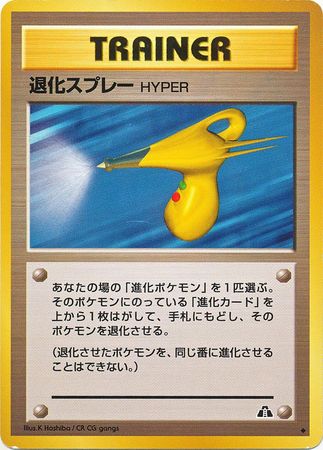 TRAINER
退化スプレー HYPER
あなたの場の「進化ポケモン」を1匹選ぶ。
そのポケモンにのっている「進化カード」を
上から1枚はがして、手札にもどし、その
ポケモンを退化させる。
(退化させたポケモンを、同じ番に進化させる
ことはできない。)
Illus.K Hoshiba / CR CG gangs